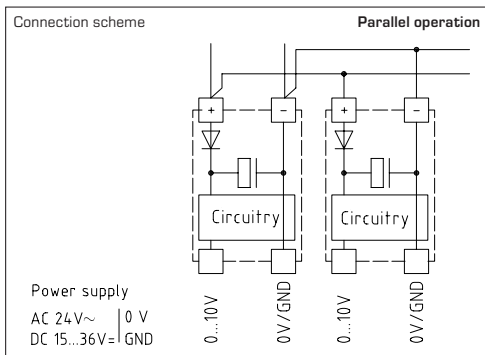 Connection scheme
Parallel operation
+ − + −
Circuitry Circuitry
Power supply
AC 24V~ 0 V
DC 15...36V= GND
0...10V
0V/GND
0...10V
0V/GND